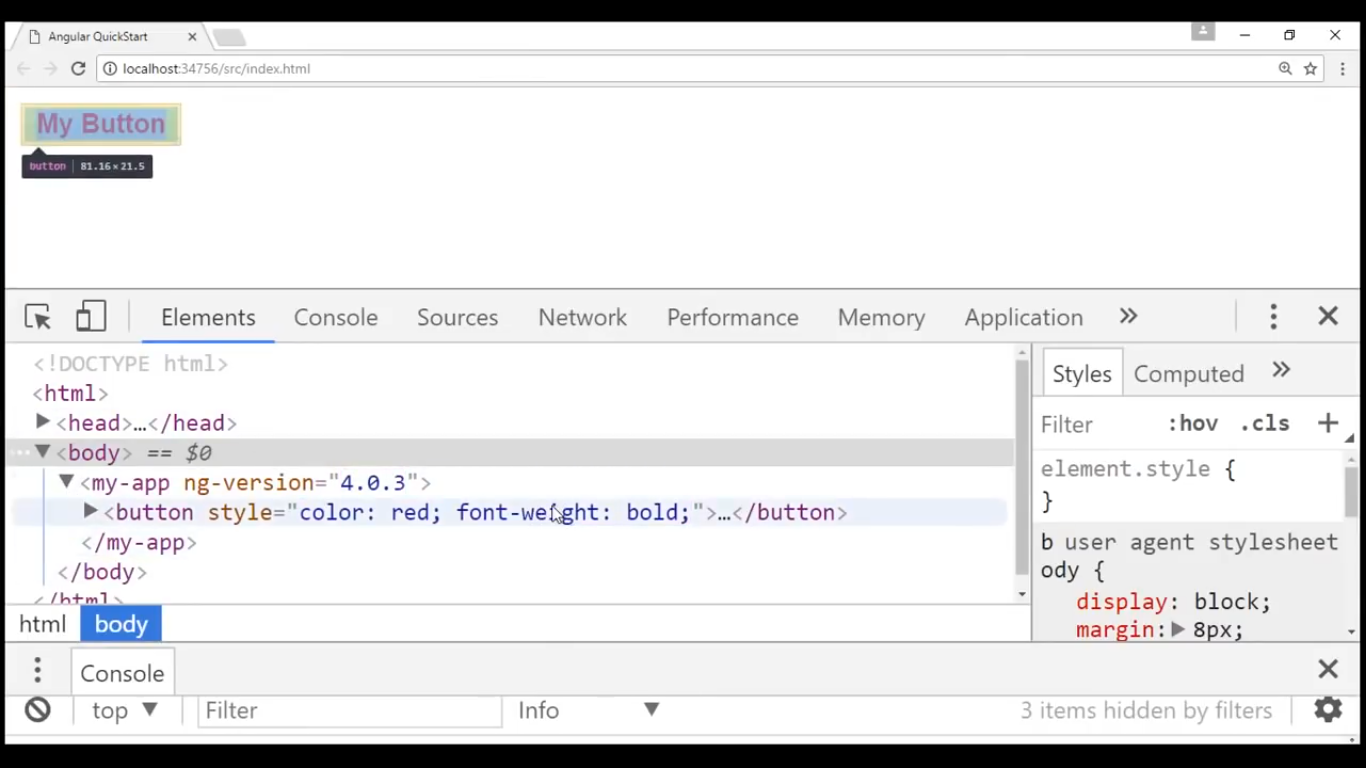 Angular QuickStart
localhost:34756/src/index.html
My Button
button 81.16×21.5
Elements Console Sources Network Performance Memory Application »
<!DOCTYPE html>
<html>
<head>…</head>
<body> == $0
<my-app ng-version="4.0.3">
<button style="color: red; font-weight: bold;">…</button>
</my-app>
</body>
</html>
html body
Styles Computed »
Filter :hov .cls +
element.style {
}
b user agent stylesheet
ody {
display: block;
margin: 8px;
Console
top Filter Info 3 items hidden by filters